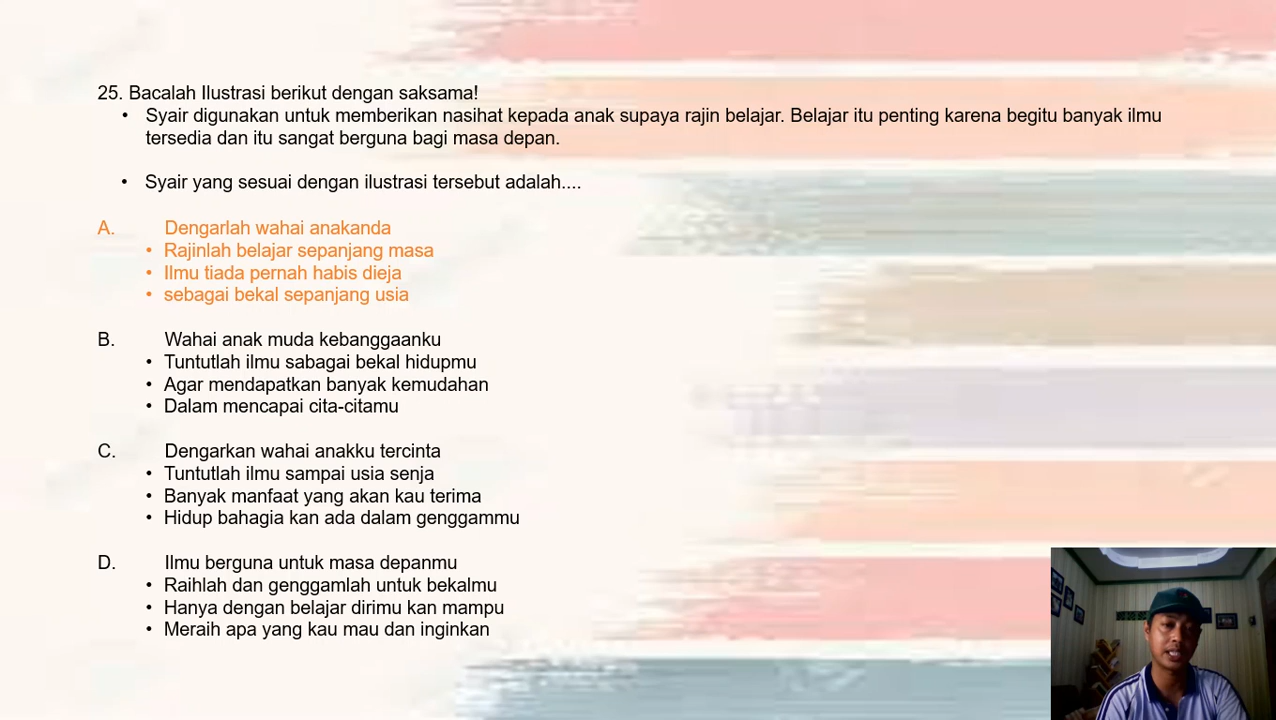 25. Bacalah Ilustrasi berikut dengan saksama!
• Syair digunakan untuk memberikan nasihat kepada anak supaya rajin belajar. Belajar itu penting karena begitu banyak ilmu
tersedia dan itu sangat berguna bagi masa depan.
• Syair yang sesuai dengan ilustrasi tersebut adalah....
A. Dengarlah wahai anakanda
• Rajinlah belajar sepanjang masa
• Ilmu tiada pernah habis dieja
• sebagai bekal sepanjang usia
B. Wahai anak muda kebanggaanku
• Tuntutlah ilmu sabagai bekal hidupmu
• Agar mendapatkan banyak kemudahan
• Dalam mencapai cita-citamu
C. Dengarkan wahai anakku tercinta
• Tuntutlah ilmu sampai usia senja
• Banyak manfaat yang akan kau terima
• Hidup bahagia kan ada dalam genggammu
D. Ilmu berguna untuk masa depanmu
• Raihlah dan genggamlah untuk bekalmu
• Hanya dengan belajar dirimu kan mampu
• Meraih apa yang kau mau dan inginkan